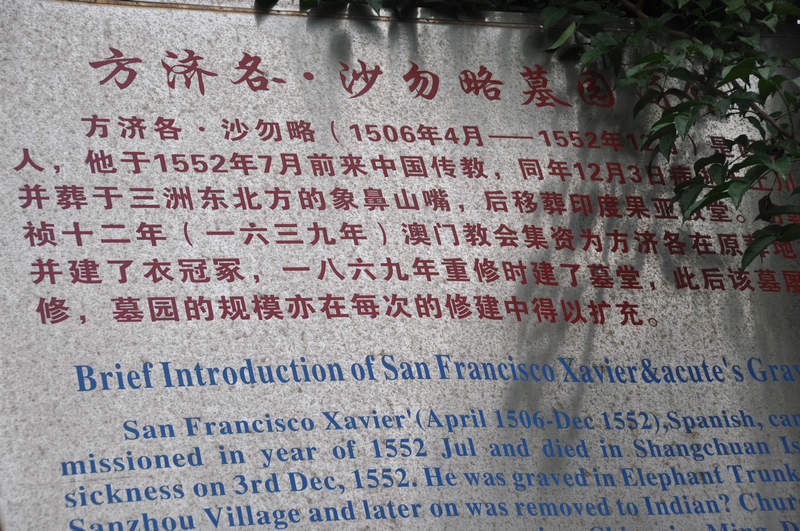 方济各·沙勿略墓园
方济各·沙勿略（1506年4月——1552年12
人，他于1552年7月前来中国传教，同年12月3日
并葬于三洲东北方的象鼻山嘴，后移葬印度果亚 堂。
祯十二年（一六三九年）澳门教会集资为方济各在原 地
并建了衣冠冢，一八六九年重修时建了墓堂，此后该墓屡
修，墓园的规模亦在每次的修建中得以扩充。
Brief Introduction of San Francisco Xavier&acute's Grav
San Francisco Xavier'(April 1506-Dec 1552),Spanish, ca
missioned in year of 1552 Jul and died in Shangchuan Is
sickness on 3rd Dec, 1552. He was graved in Elephant Trunk
Sanzhou Village and later on was removed to Indian? Churc